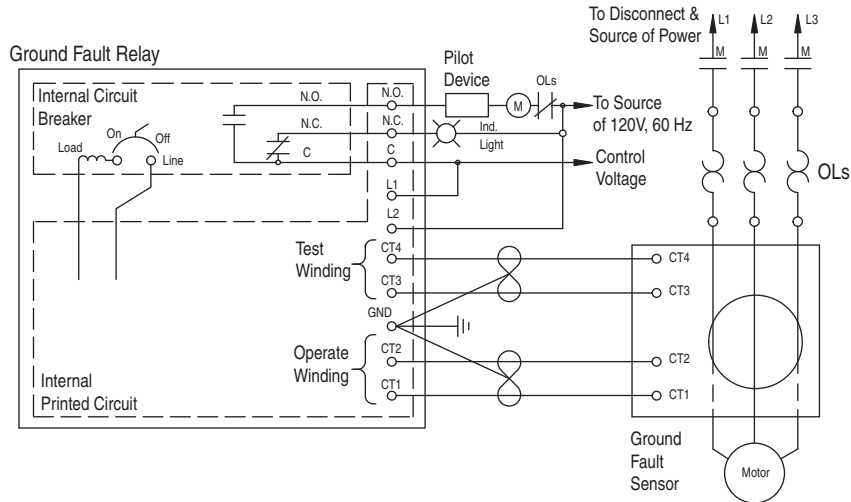 To Disconnect &
Source of Power
L1
L2
L3
M
M
M
Ground Fault Relay
Pilot
Device
Internal Circuit
Breaker
N.O.
N.O.
OLs
M
To Source
of 120V, 60 Hz
On
Off
N.C.
N.C.
Ind.
Light
Load
Line
C
C
Control
Voltage
OLs
L1
L2
Test
Winding
CT4
CT4
CT3
CT3
GND
Operate
Winding
CT2
CT2
CT1
CT1
Internal
Printed Circuit
Ground
Fault
Sensor
Motor